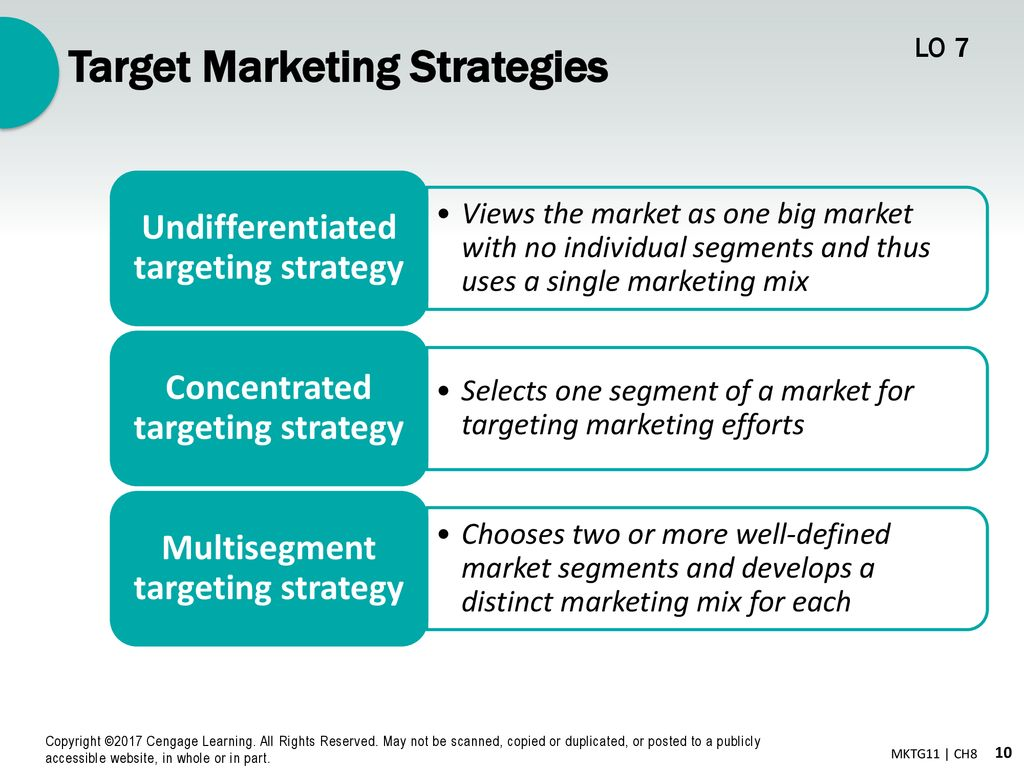 Target Marketing Strategies
LO 7
Undifferentiated
targeting strategy
• Views the market as one big market
with no individual segments and thus
uses a single marketing mix
Concentrated
targeting strategy
• Selects one segment of a market for
targeting marketing efforts
Multisegment
targeting strategy
• Chooses two or more well-defined
market segments and develops a
distinct marketing mix for each
Copyright ©2017 Cengage Learning. All Rights Reserved. May not be scanned, copied or duplicated, or posted to a publicly
accessible website, in whole or in part.
MKTG11 | CH8 10